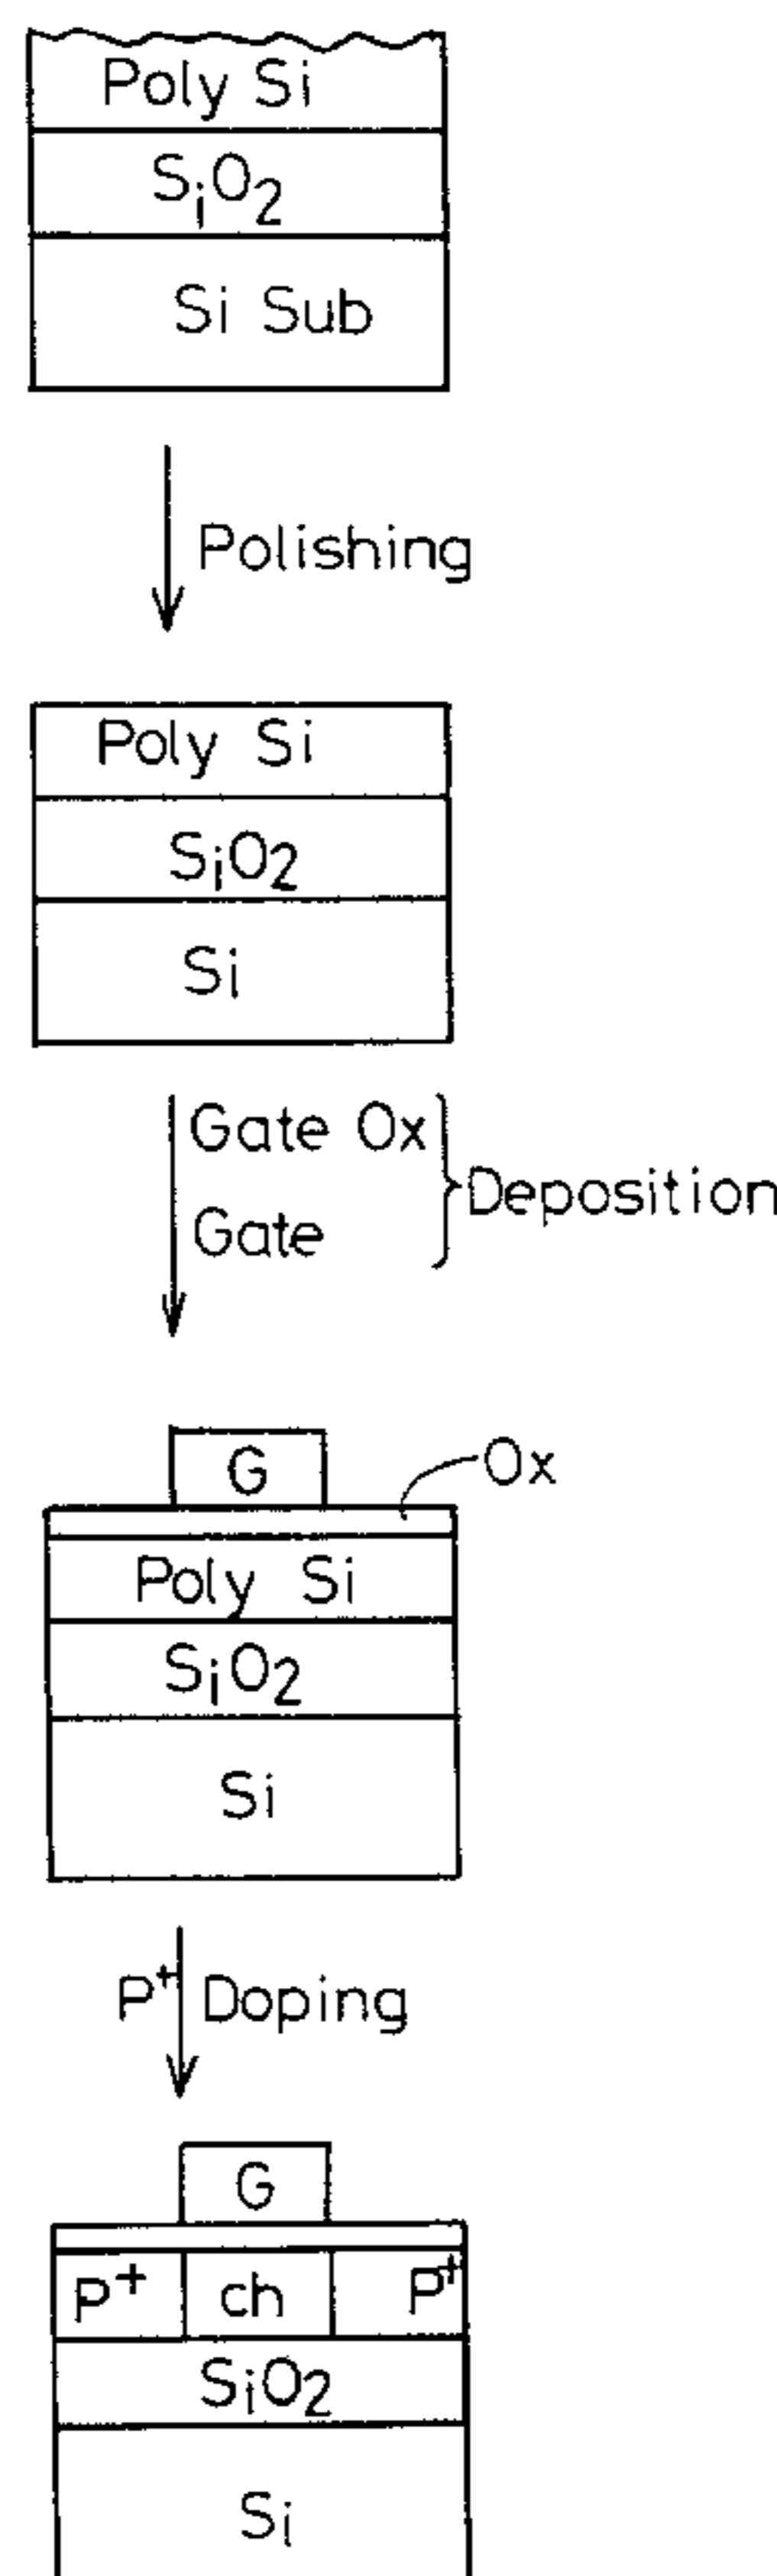 Poly Si
SiO2
Si Sub
Polishing
Poly Si
SiO2
Si
Gate Ox
Gate
Deposition
G
Ox
Poly Si
SiO2
Si
P+ Doping
G
P+ ch P+
SiO2
Si